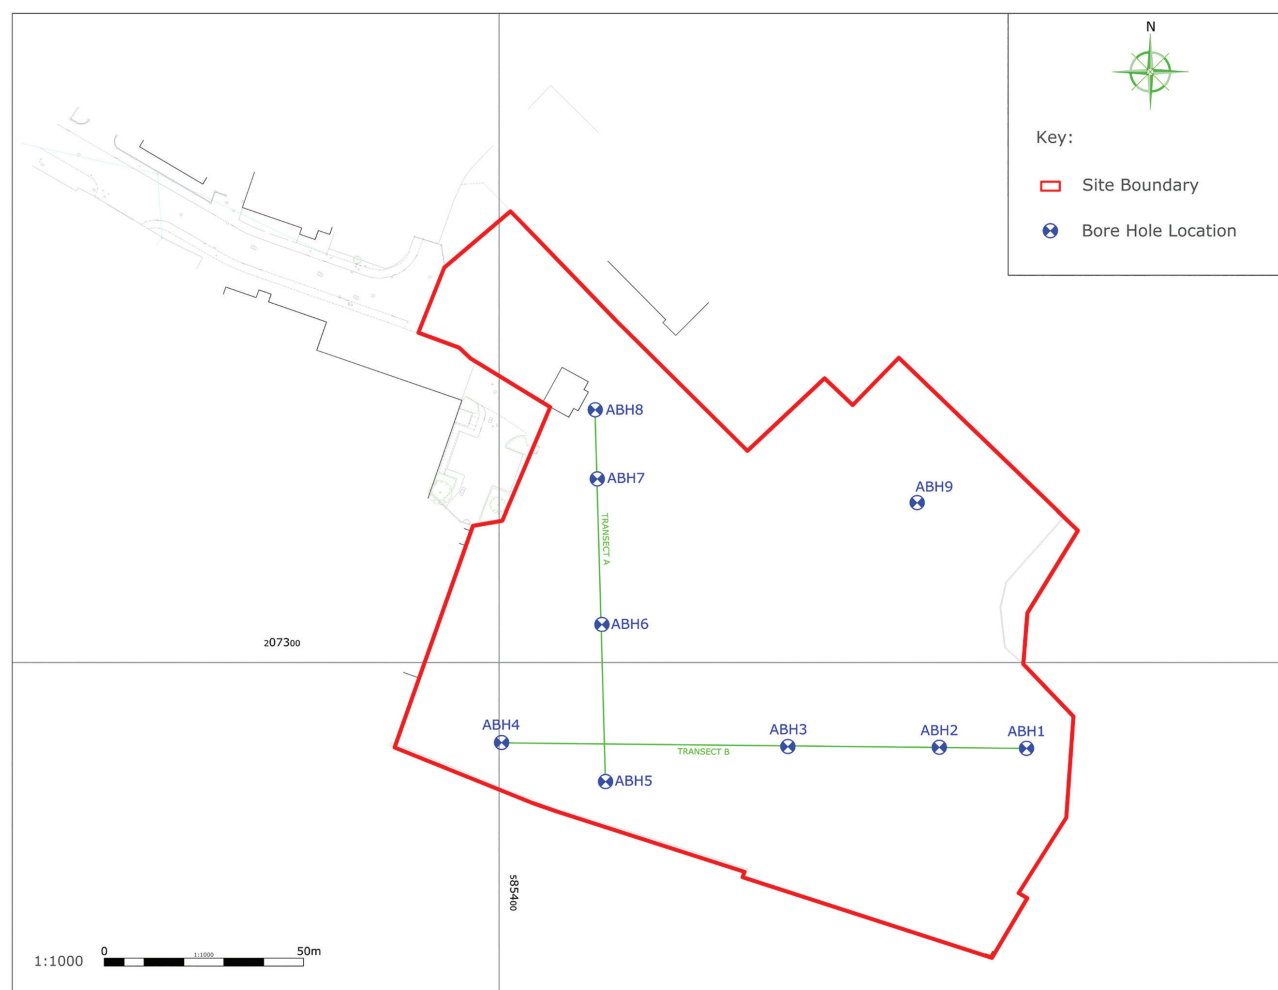 N
Key:
Site Boundary
Bore Hole Location
ABH8
ABH7
ABH9
TRANSECT A
ABH6
207300
ABH4
ABH3
ABH2
ABH1
TRANSECT B
ABH5
585400
0
50m
1:1000
1:1000